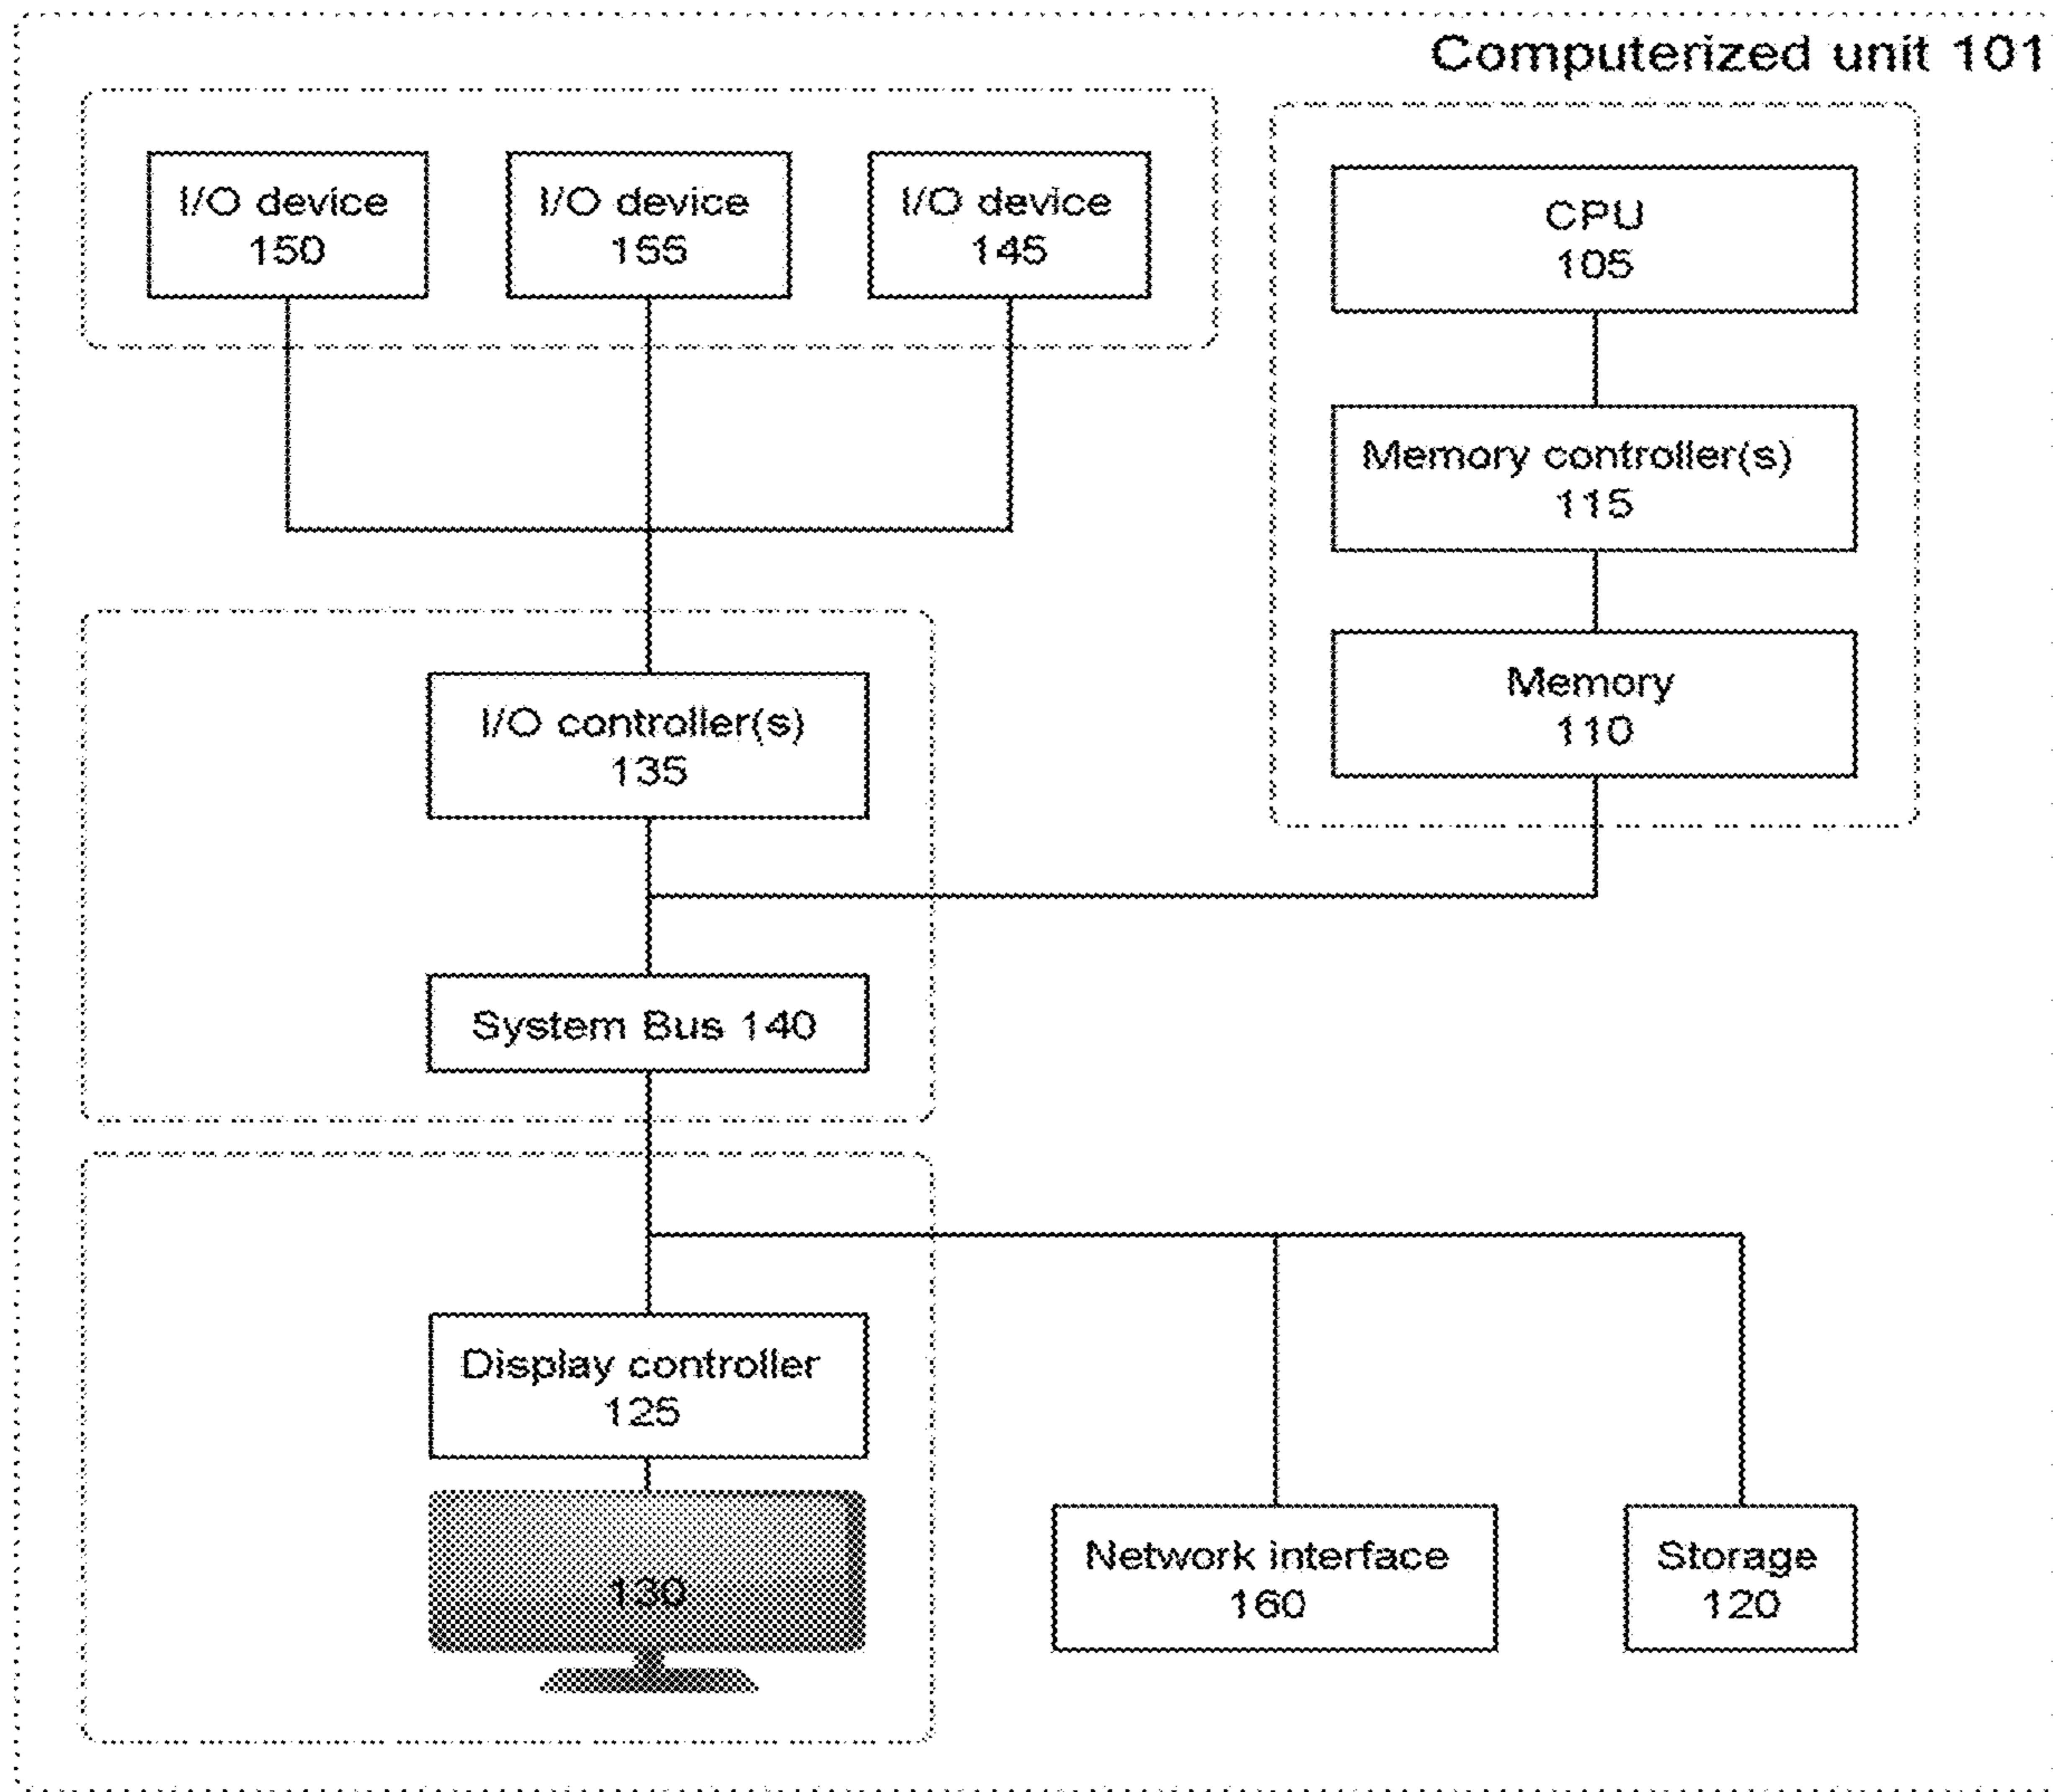 Computerized unit 101
I/O device
150
I/O device
155
I/O device
145
CPU
105
Memory controller(s)
115
Memory
110
I/O controller(s)
135
System Bus 140
Display controller
125
130
Network interface
160
Storage
120